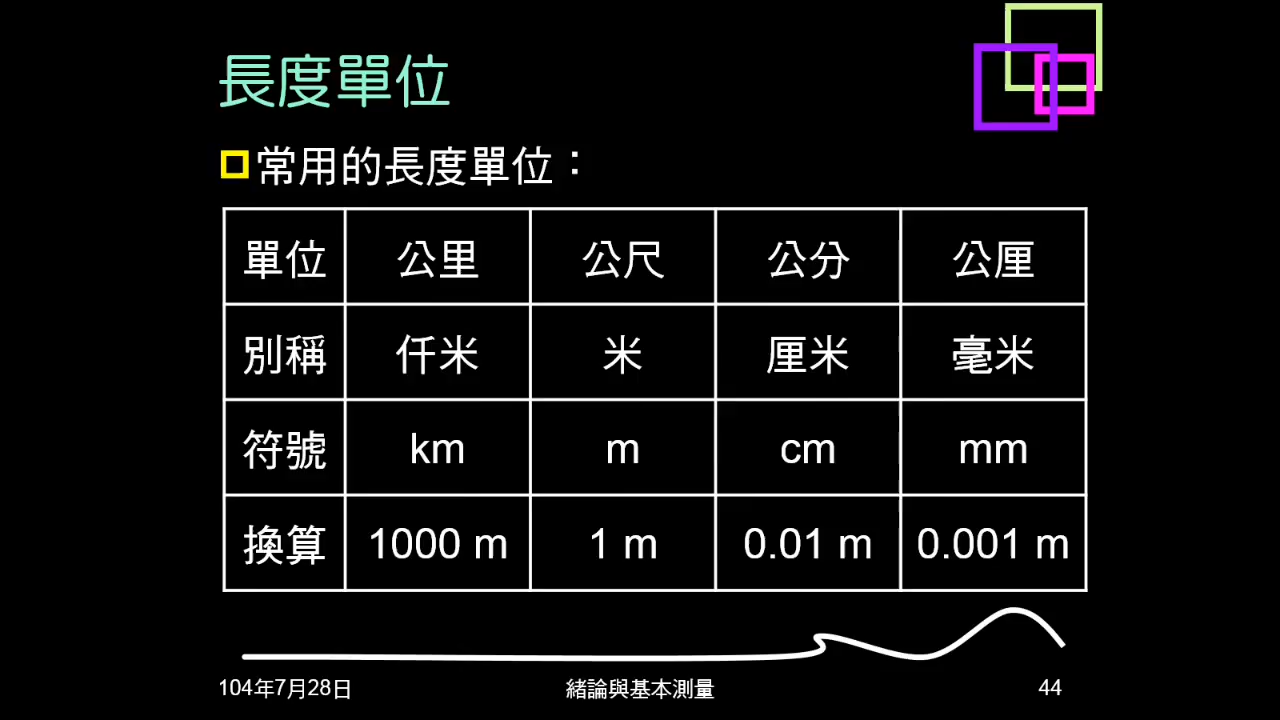 長度單位
常用的長度單位：
單位 公里 公尺 公分 公厘
別稱 仟米 米 厘米 毫米
符號 km m cm mm
換算 1000 m 1 m 0.01 m 0.001 m
104年7月28日 緒論與基本測量 44